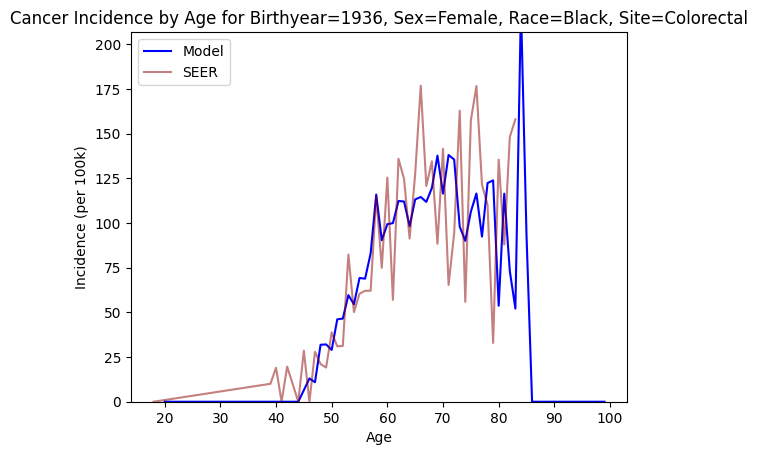 Cancer Incidence by Age for Birthyear=1936, Sex=Female, Race=Black, Site=Colorectal
Model
SEER
200
175
150
125
100
75
50
25
0
Incidence (per 100k)
20 30 40 50 60 70 80 90 100
Age